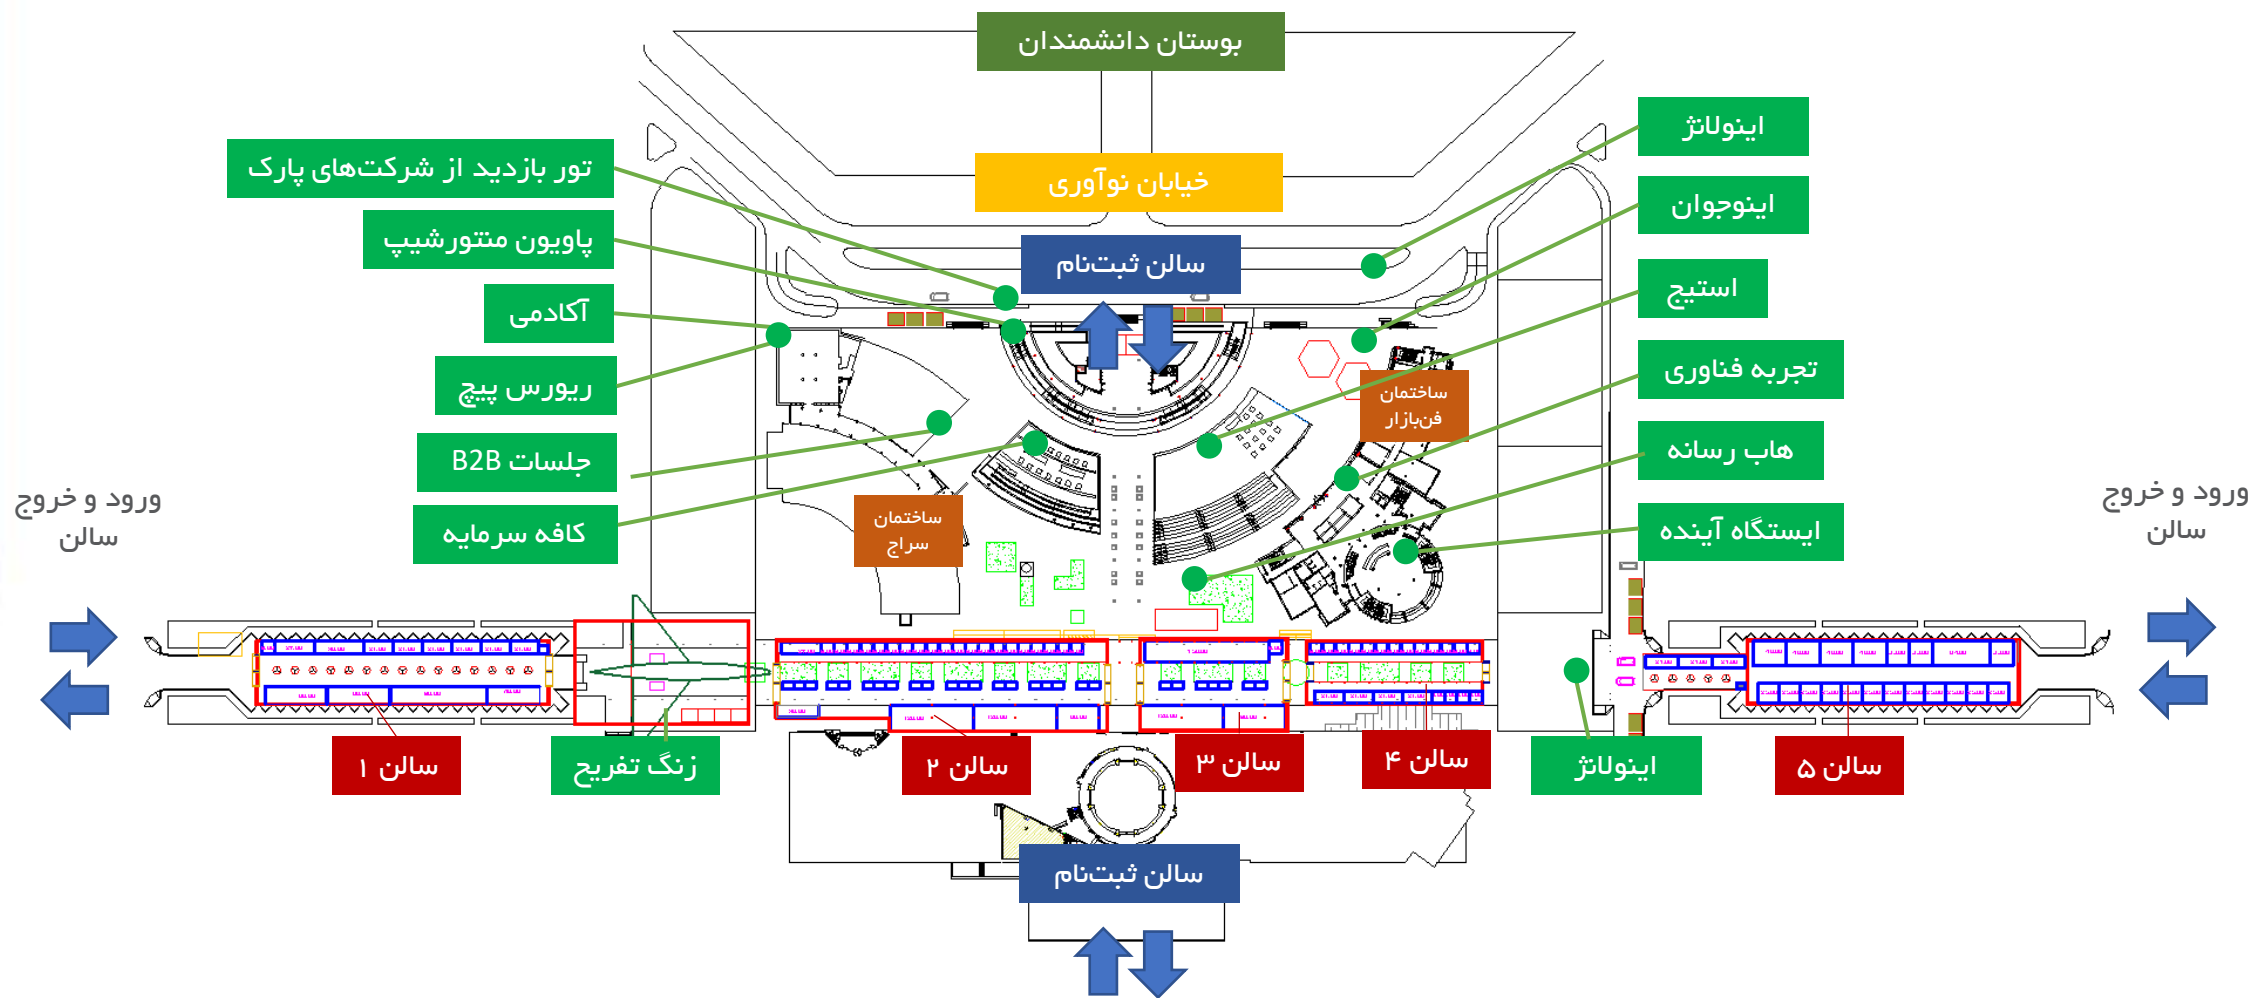 بوستان دانشمندان
خیابان نوآوری
سالن ثبت‌نام
تور بازدید از شرکت‌های پارک
پاویون منتورشیپ
آکادمی
ریورس پیچ
جلسات B2B
کافه سرمایه
اینولانژ
اینوجوان
استیج
تجربه فناوری
هاب رسانه
ایستگاه آینده
ساختمان
فن‌بازار
ساختمان
سراج
ورود و خروج
سالن
ورود و خروج
سالن
سالن ۱
زنگ تفریح
سالن ۲
سالن ۳
سالن ۴
اینولانژ
سالن ۵
سالن ثبت‌نام